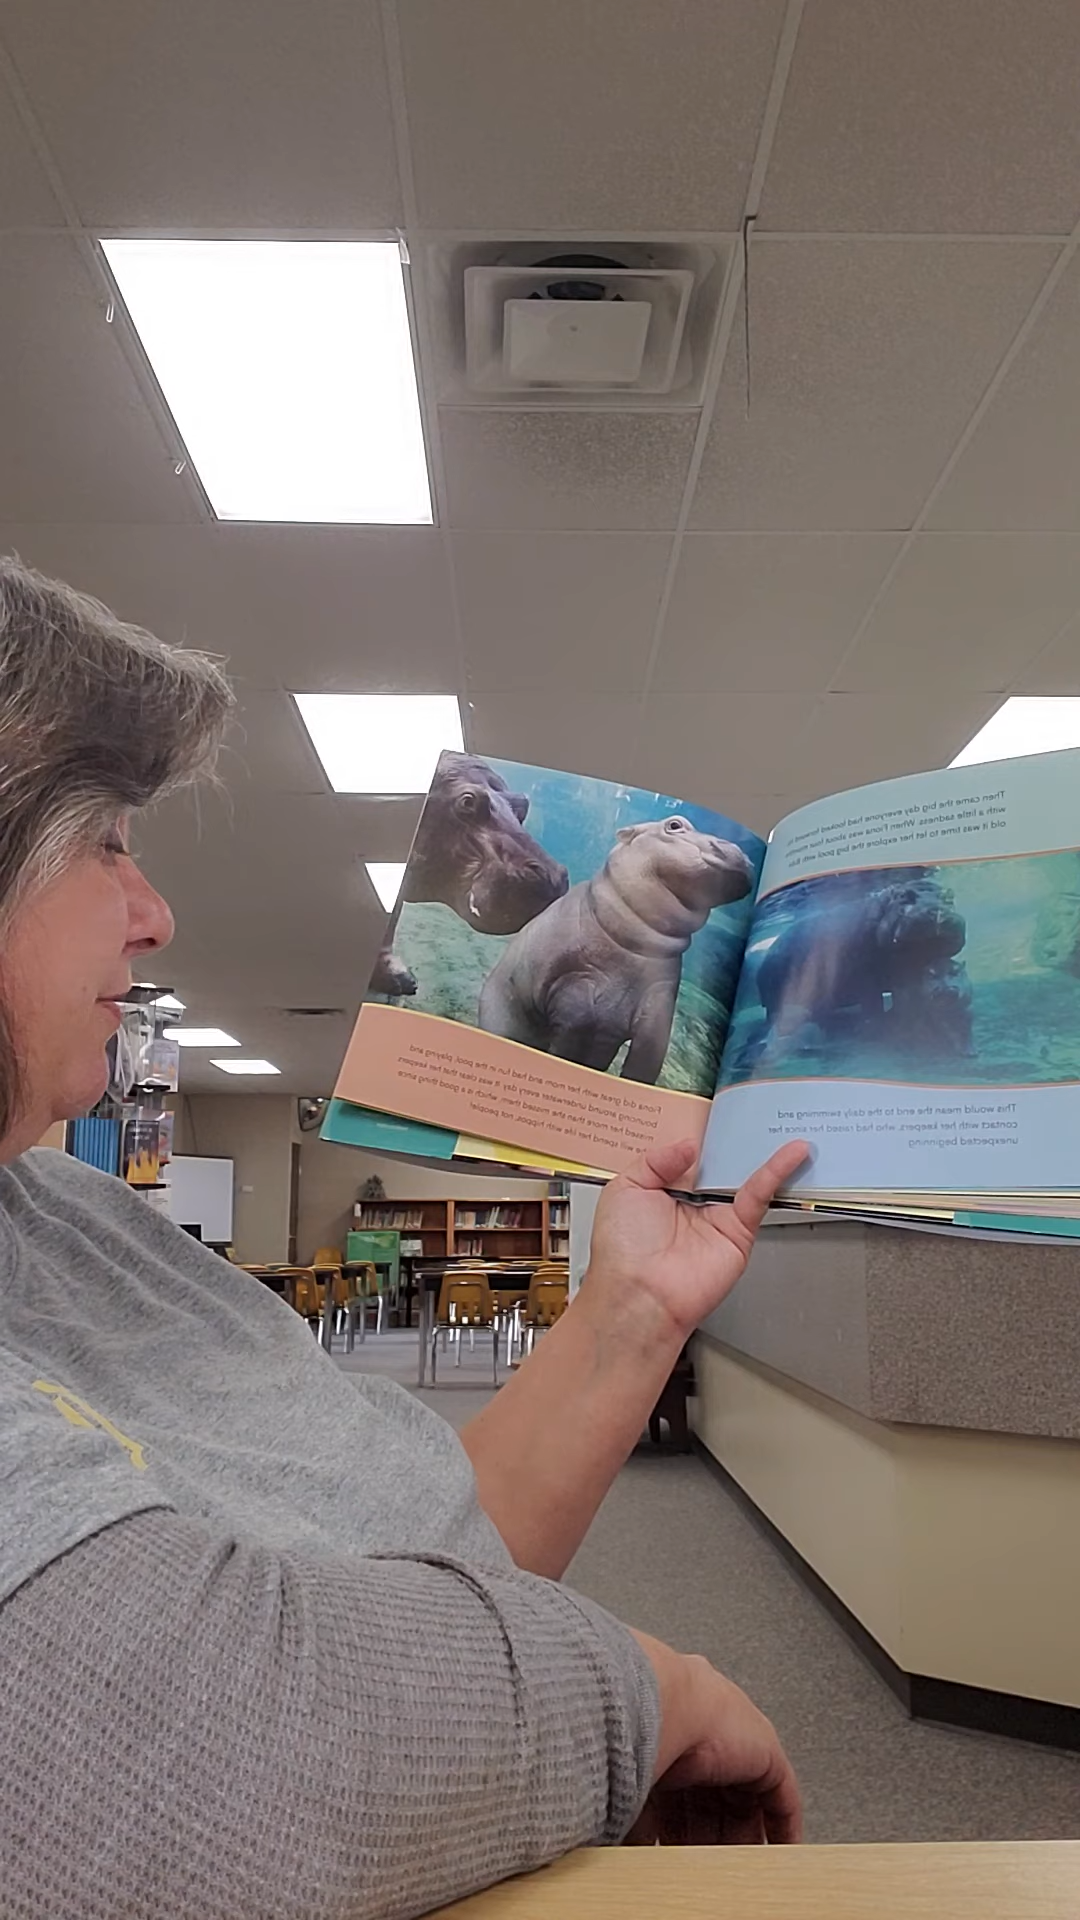 Then came the big day everyone had looked forward to,
with a little sadness. When Fiona was about four months
old it was time to let her explore the big pool with Bibi.
This would mean the end to the daily swimming and
contact with her keepers, who had raised her since her
unexpected beginning.
Fiona did great with her mom and had fun in the pool, playing and
bouncing around underwater every day. It was clear that her keepers
missed her more than she missed them, which is a good thing since
she will spend her life with hippos, not people!